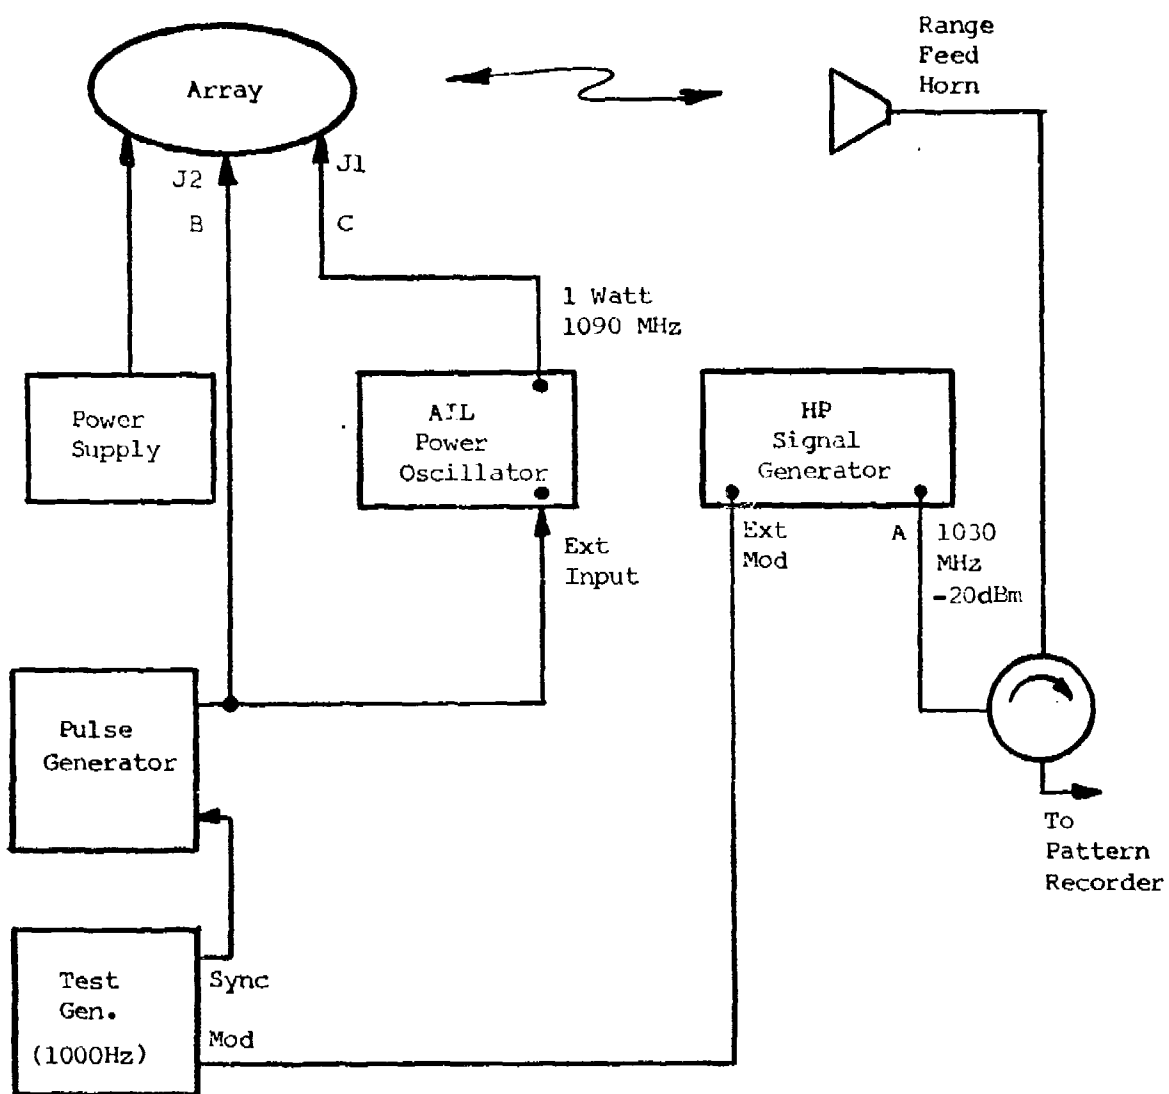 Range
Feed
Horn
Array
J2
J1
B
C
1 Watt
1090 MHz
Power
Supply
AIL
Power
Oscillator
HP
Signal
Generator
Ext
Input
Ext
Mod
A
1030
MHz
-20dBm
Pulse
Generator
To
Pattern
Recorder
Test
Gen.
(1000Hz)
Sync
Mod